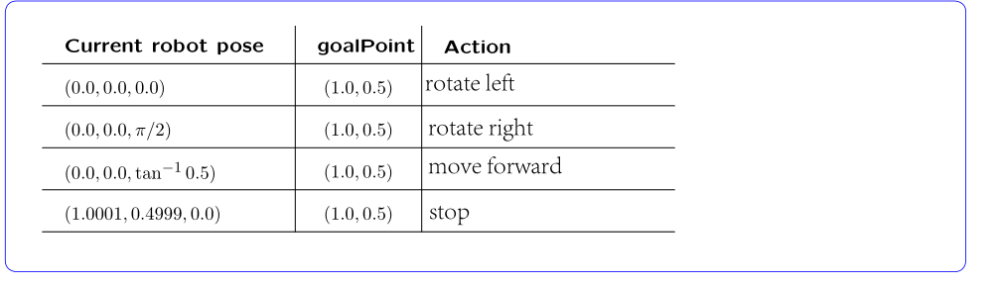 Current robot pose goalPoint Action
(0.0, 0.0, 0.0) (1.0, 0.5) rotate left
(0.0, 0.0, π/2) (1.0, 0.5) rotate right
(0.0, 0.0, tan⁻¹ 0.5) (1.0, 0.5) move forward
(1.0001, 0.4999, 0.0) (1.0, 0.5) stop